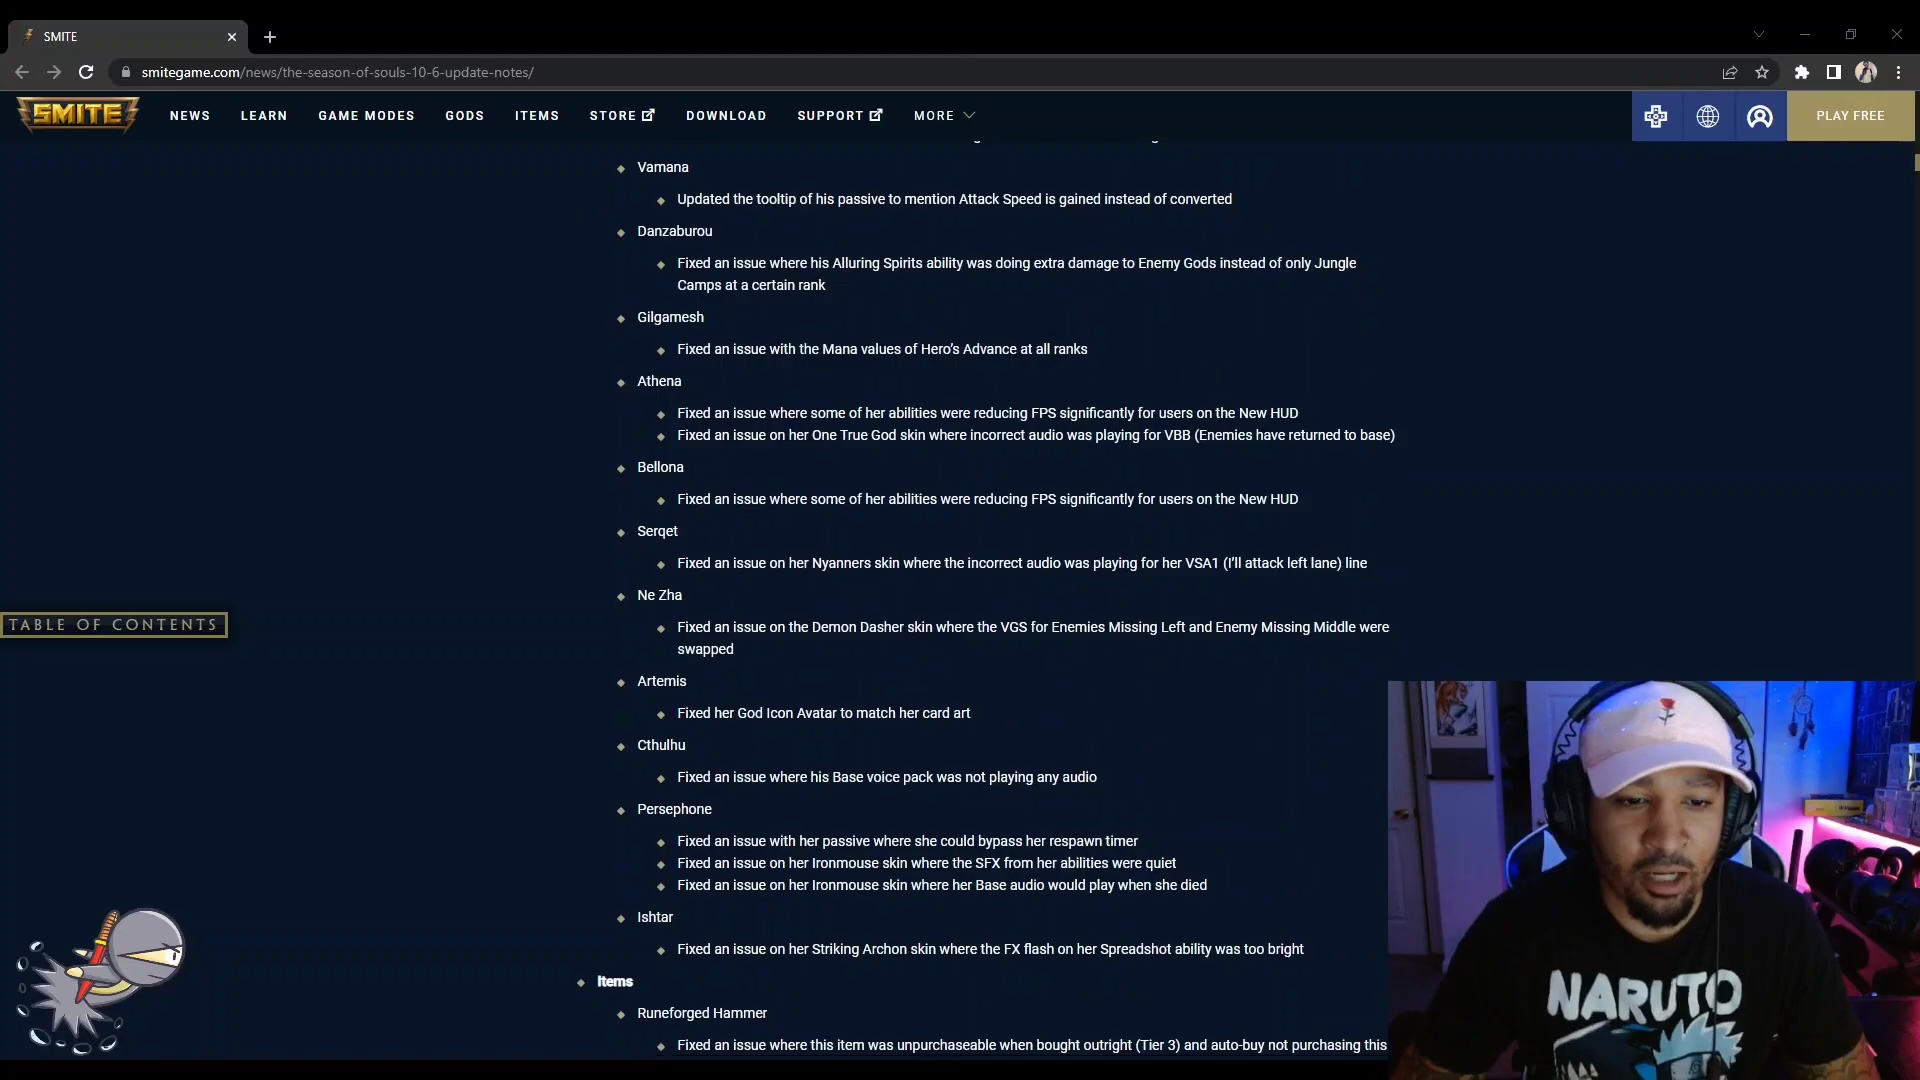 SMITE
smitegame.com/news/the-season-of-souls-10-6-update-notes/
SMITE NEWS LEARN GAME MODES GODS ITEMS STORE DOWNLOAD SUPPORT MORE PLAY FREE
Vamana
Updated the tooltip of his passive to mention Attack Speed is gained instead of converted
Danzaburou
Fixed an issue where his Alluring Spirits ability was doing extra damage to Enemy Gods instead of only Jungle
Camps at a certain rank
Gilgamesh
Fixed an issue with the Mana values of Hero’s Advance at all ranks
Athena
Fixed an issue where some of her abilities were reducing FPS significantly for users on the New HUD
Fixed an issue on her One True God skin where incorrect audio was playing for VBB (Enemies have returned to base)
Bellona
Fixed an issue where some of her abilities were reducing FPS significantly for users on the New HUD
Serqet
Fixed an issue on her Nyanners skin where the incorrect audio was playing for her VSA1 (I’ll attack left lane) line
Ne Zha
Fixed an issue on the Demon Dasher skin where the VGS for Enemies Missing Left and Enemy Missing Middle were
swapped
TABLE OF CONTENTS
Artemis
Fixed her God Icon Avatar to match her card art
Cthulhu
Fixed an issue where his Base voice pack was not playing any audio
Persephone
Fixed an issue with her passive where she could bypass her respawn timer
Fixed an issue on her Ironmouse skin where the SFX from her abilities were quiet
Fixed an issue on her Ironmouse skin where her Base audio would play when she died
Ishtar
Fixed an issue on her Striking Archon skin where the FX flash on her Spreadshot ability was too bright
Items
Runeforged Hammer
Fixed an issue where this item was unpurchaseable when bought outright (Tier 3) and auto-buy not purchasing this
NARUTO